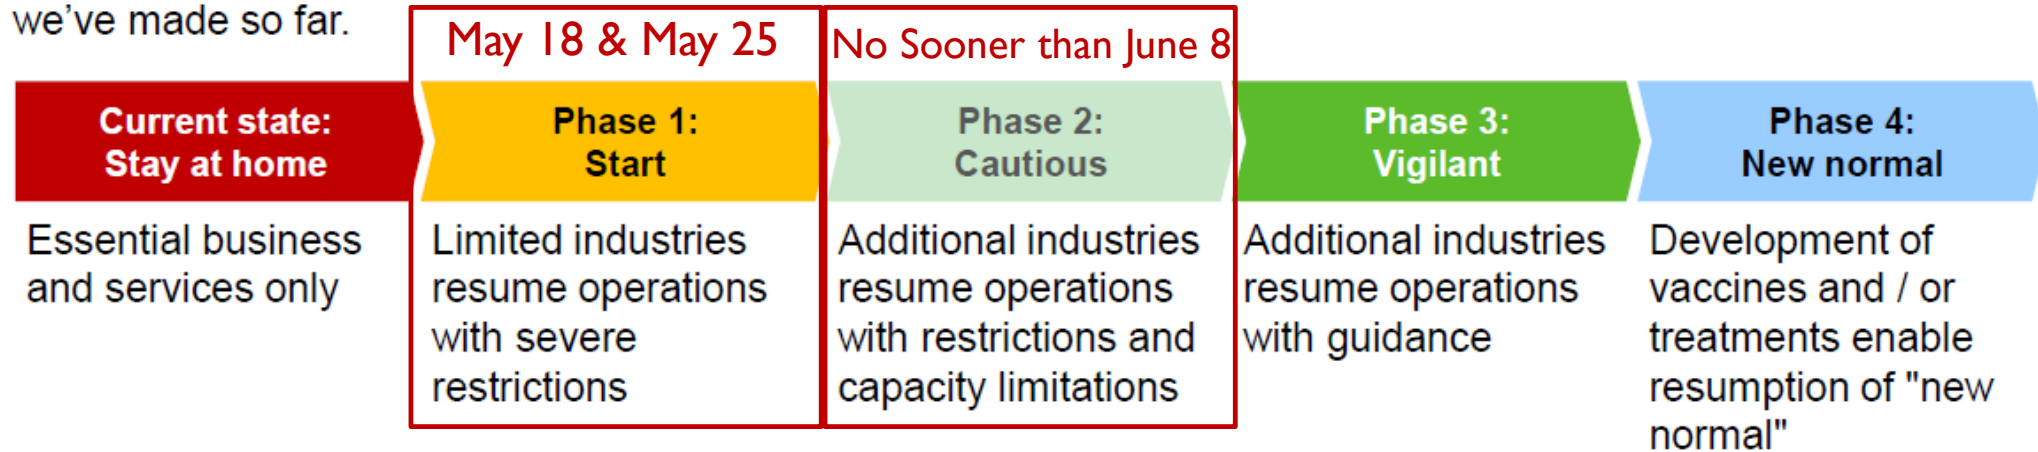 we've made so far.
May 18 & May 25
No Sooner than June 8
Current state:
Stay at home
Phase 1:
Start
Phase 2:
Cautious
Phase 3:
Vigilant
Phase 4:
New normal
Essential business
and services only
Limited industries
resume operations
with severe
restrictions
Additional industries
resume operations
with restrictions and
capacity limitations
Additional industries
resume operations
with guidance
Development of
vaccines and / or
treatments enable
resumption of "new
normal"